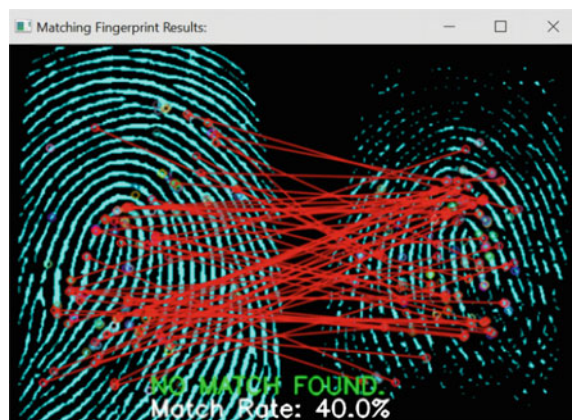 Matching Fingerprint Results:
NO MATCH FOUND.
Match Rate: 40.0%